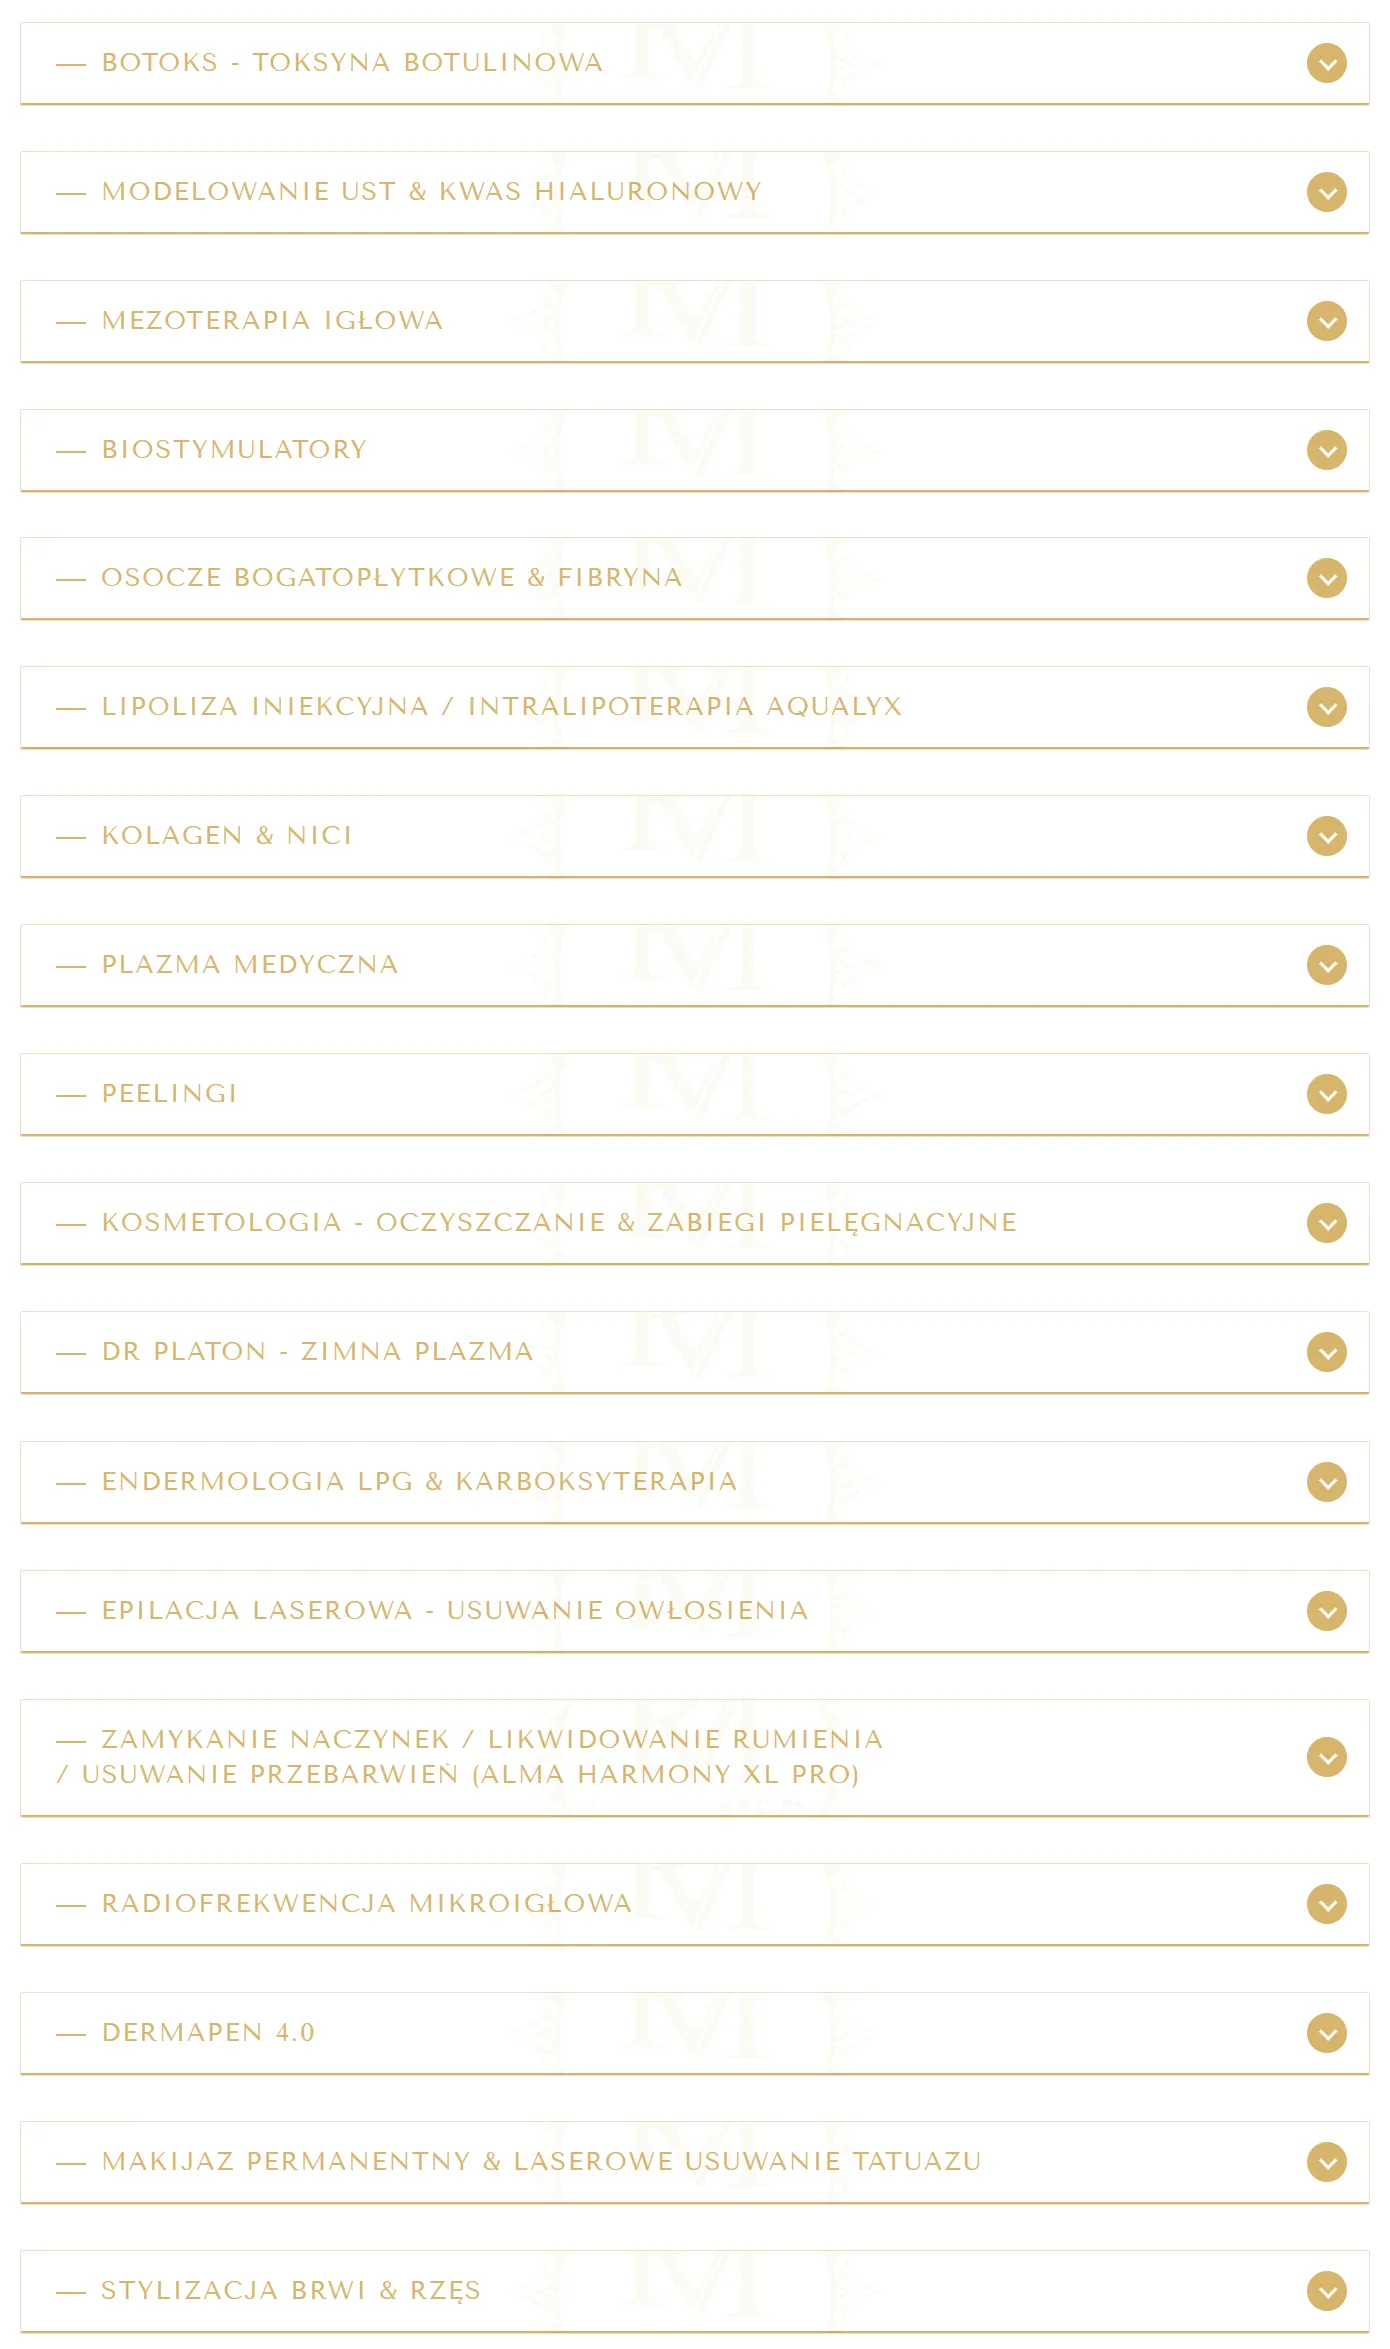 — BOTOKS - TOKSYNA BOTULINOWA
— MODELOWANIE UST & KWAS HIALURONOWY
— MEZOTERAPIA IGŁOWA
— BIOSTYMULATORY
— OSOCZE BOGATOPŁYTKOWE & FIBRYNA
— LIPOLIZA INIEKCYJNA / INTRALIPOTERAPIA AQUALYX
— KOLAGEN & NICI
— PLAZMA MEDYCZNA
— PEELINGI
— KOSMETOLOGIA - OCZYSZCZANIE & ZABIEGI PIELĘGNACYJNE
— DR PLATON - ZIMNA PLAZMA
— ENDERMOLOGIA LPG & KARBOKSYTERAPIA
— EPILACJA LASEROWA - USUWANIE OWŁOSIENIA
— ZAMYKANIE NACZYNEK / LIKWIDOWANIE RUMIENIA
/ USUWANIE PRZEBARWIEŃ (ALMA HARMONY XL PRO)
— RADIOFREKWENCJA MIKROIGŁOWA
— DERMAPEN 4.0
— MAKIJAZ PERMANENTNY & LASEROWE USUWANIE TATUAZU
— STYLIZACJA BRWI & RZĘS